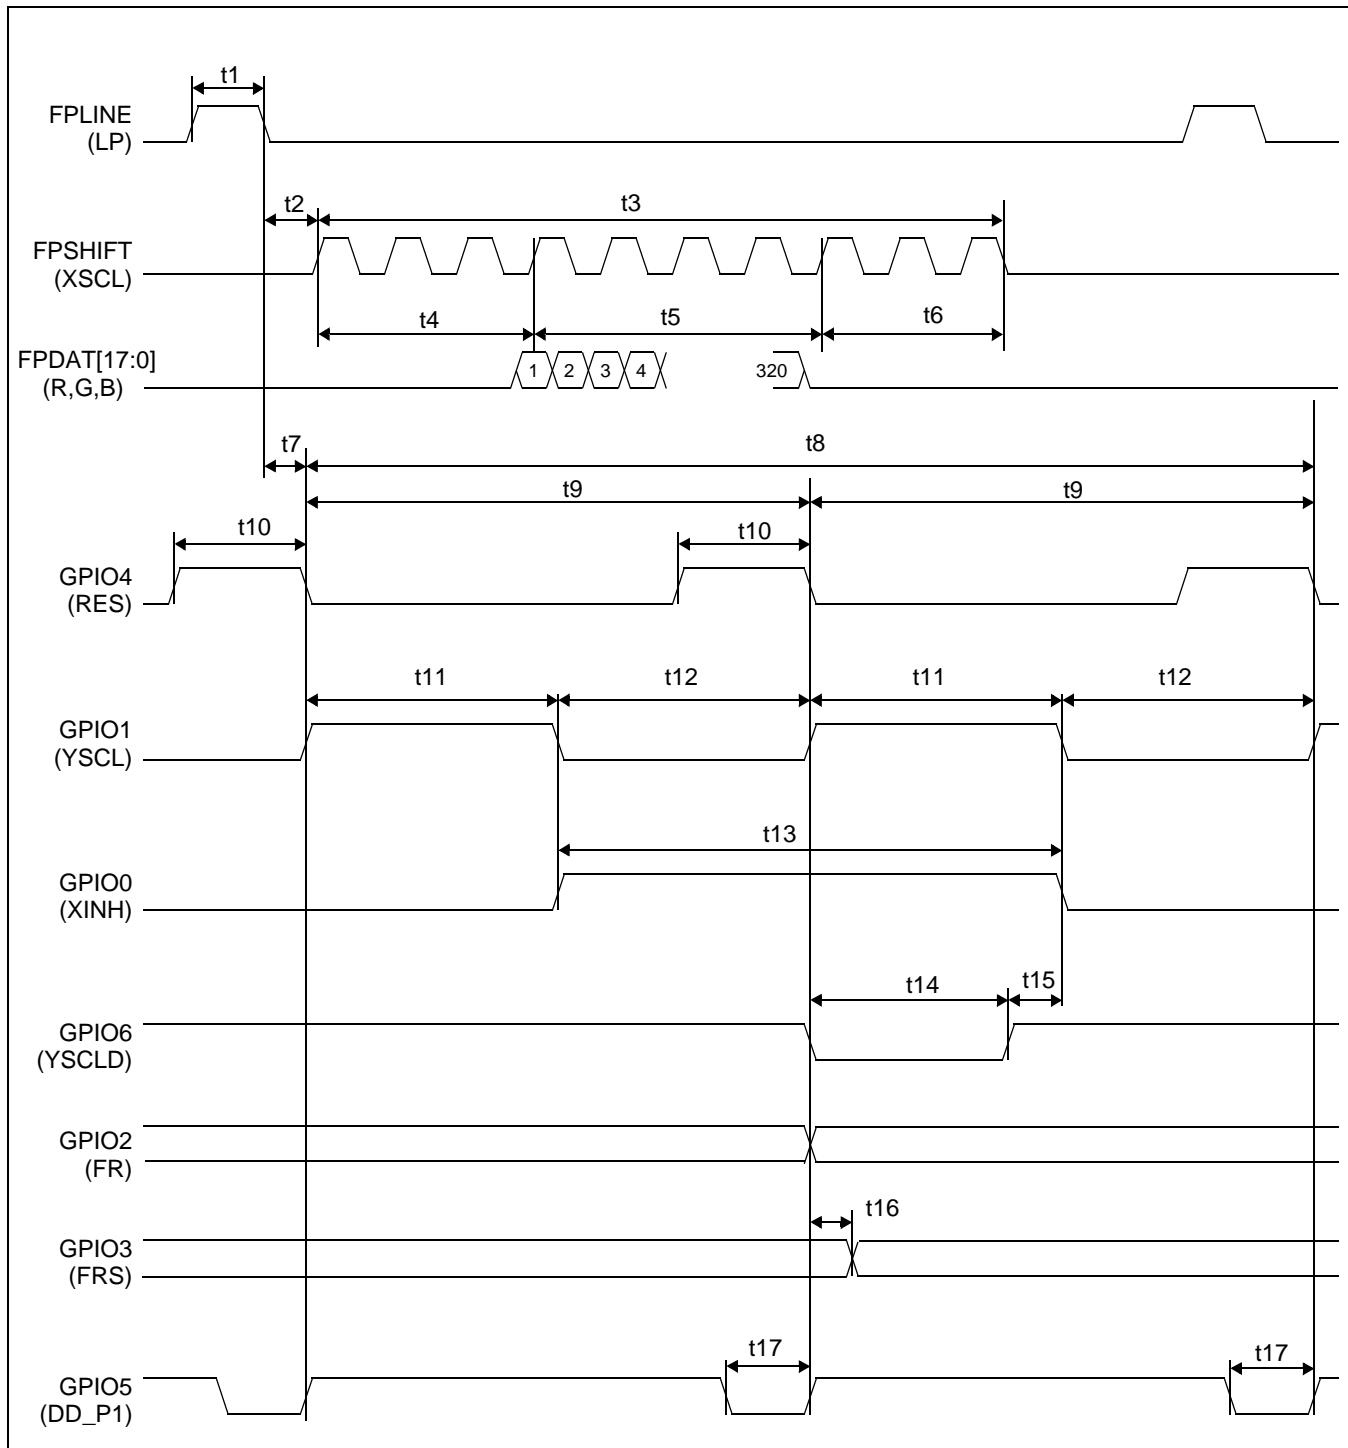 t1
FPLINE
(LP)
t2
t3
FPSHIFT
(XSCL)
t4
t5
t6
FPDAT[17:0]
(R,G,B)
1
2
3
4
320
t7
t8
t9
t9
t10
t10
GPIO4
(RES)
t11
t12
t11
t12
GPIO1
(YSCL)
t13
GPIO0
(XINH)
t14
t15
GPIO6
(YSCLD)
GPIO2
(FR)
t16
GPIO3
(FRS)
t17
t17
GPIO5
(DD_P1)